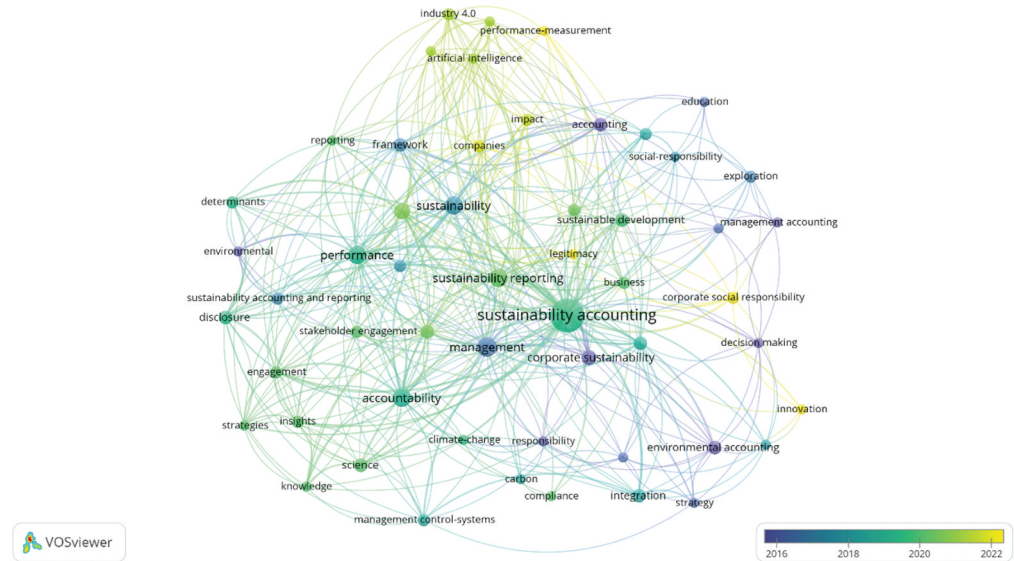 industry 4.0
performance-measurement
artificial intelligence
education
impact
accounting
reporting
framework
companies
social-responsibility
exploration
determinants
sustainability
sustainable development
management accounting
environmental
performance
legitimacy
sustainability reporting
business
sustainability accounting and reporting
corporate social responsibility
disclosure
sustainability accounting
stakeholder engagement
decision making
management
corporate sustainability
engagement
accountability
innovation
strategies
insights
climate-change
responsibility
environmental accounting
science
carbon
knowledge
compliance
integration
strategy
management control-systems
VOSviewer
2016
2018
2020
2022